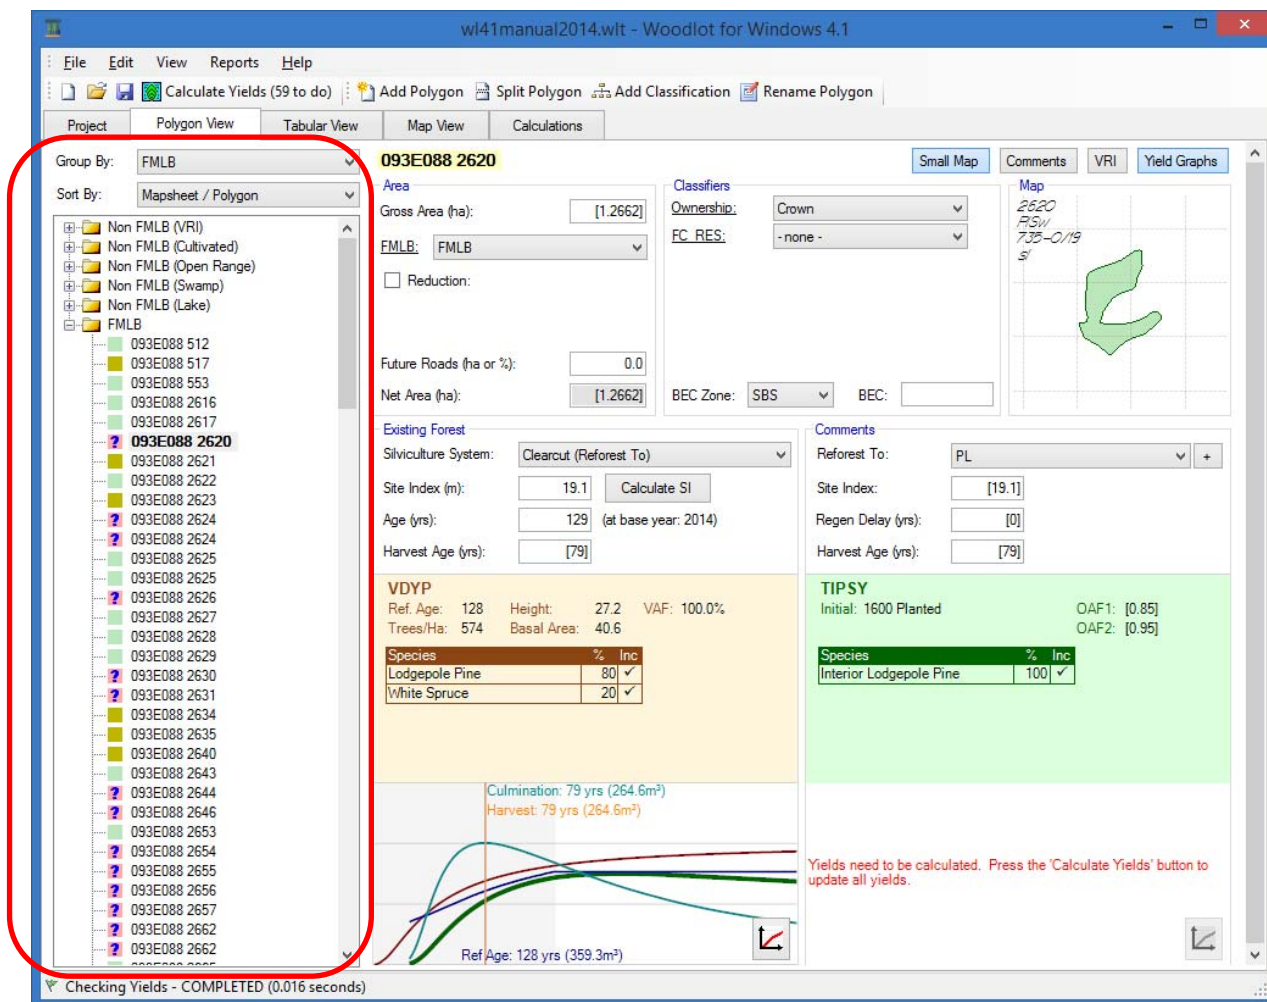 wl41manual2014.wlt - Woodlot for Windows 4.1
File Edit View Reports Help
Calculate Yields (59 to do) Add Polygon Split Polygon Add Classification Rename Polygon
Project Polygon View Tabular View Map View Calculations
Group By: FMLB
Sort By: Mapsheet / Polygon
Non FMLB (VRI)
Non FMLB (Cultivated)
Non FMLB (Open Range)
Non FMLB (Swamp)
Non FMLB (Lake)
FMLB
093E088 512
093E088 517
093E088 553
093E088 2616
093E088 2617
? 093E088 2620
093E088 2621
093E088 2622
093E088 2623
? 093E088 2624
? 093E088 2624
093E088 2625
093E088 2625
? 093E088 2626
093E088 2627
093E088 2628
093E088 2629
? 093E088 2630
? 093E088 2631
093E088 2634
093E088 2635
093E088 2640
093E088 2643
? 093E088 2644
? 093E088 2646
093E088 2653
? 093E088 2654
? 093E088 2655
? 093E088 2656
? 093E088 2657
? 093E088 2662
? 093E088 2662
093E088 2620
Small Map Comments VRI Yield Graphs
Area
Gross Area (ha): [1.2662]
FMLB: FMLB
Reduction:
Future Roads (ha or %): 0.0
Net Area (ha): [1.2662]
Classifiers
Ownership: Crown
FC_RES: - none -
BEC Zone: SBS BEC:
Map
2620
RSw
735-0/19
sl
Existing Forest
Silviculture System: Clearcut (Reforest To)
Site Index (m): 19.1 Calculate SI
Age (yrs): 129 (at base year: 2014)
Harvest Age (yrs): [79]
Comments
Reforest To: PL +
Site Index: [19.1]
Regen Delay (yrs): [0]
Harvest Age (yrs): [79]
VDYP
Ref. Age: 128 Height: 27.2 VAF: 100.0%
Trees/Ha: 574 Basal Area: 40.6
Species % Inc
Lodgepole Pine 80 ✓
White Spruce 20 ✓
TIPSY
Initial: 1600 Planted OAF1: [0.85]
OAF2: [0.95]
Species % Inc
Interior Lodgepole Pine 100 ✓
Culmination: 79 yrs (264.6m³)
Harvest: 79 yrs (264.6m³)
Ref Age: 128 yrs (359.3m³)
Yields need to be calculated. Press the 'Calculate Yields' button to
update all yields.
Checking Yields - COMPLETED (0.016 seconds)